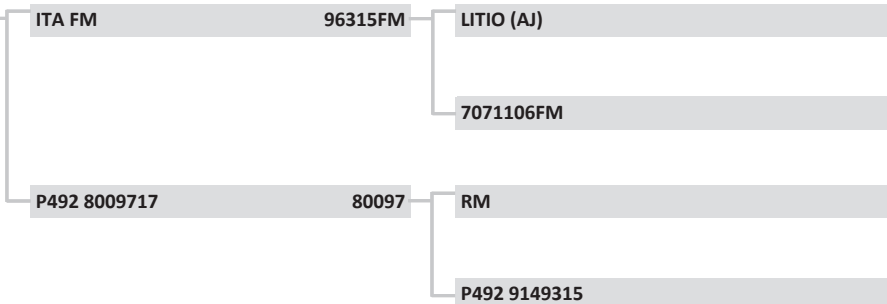 ITA FM 96315FM
LITIO (AJ)
7071106FM
P492 8009717 80097
RM
P492 9149315